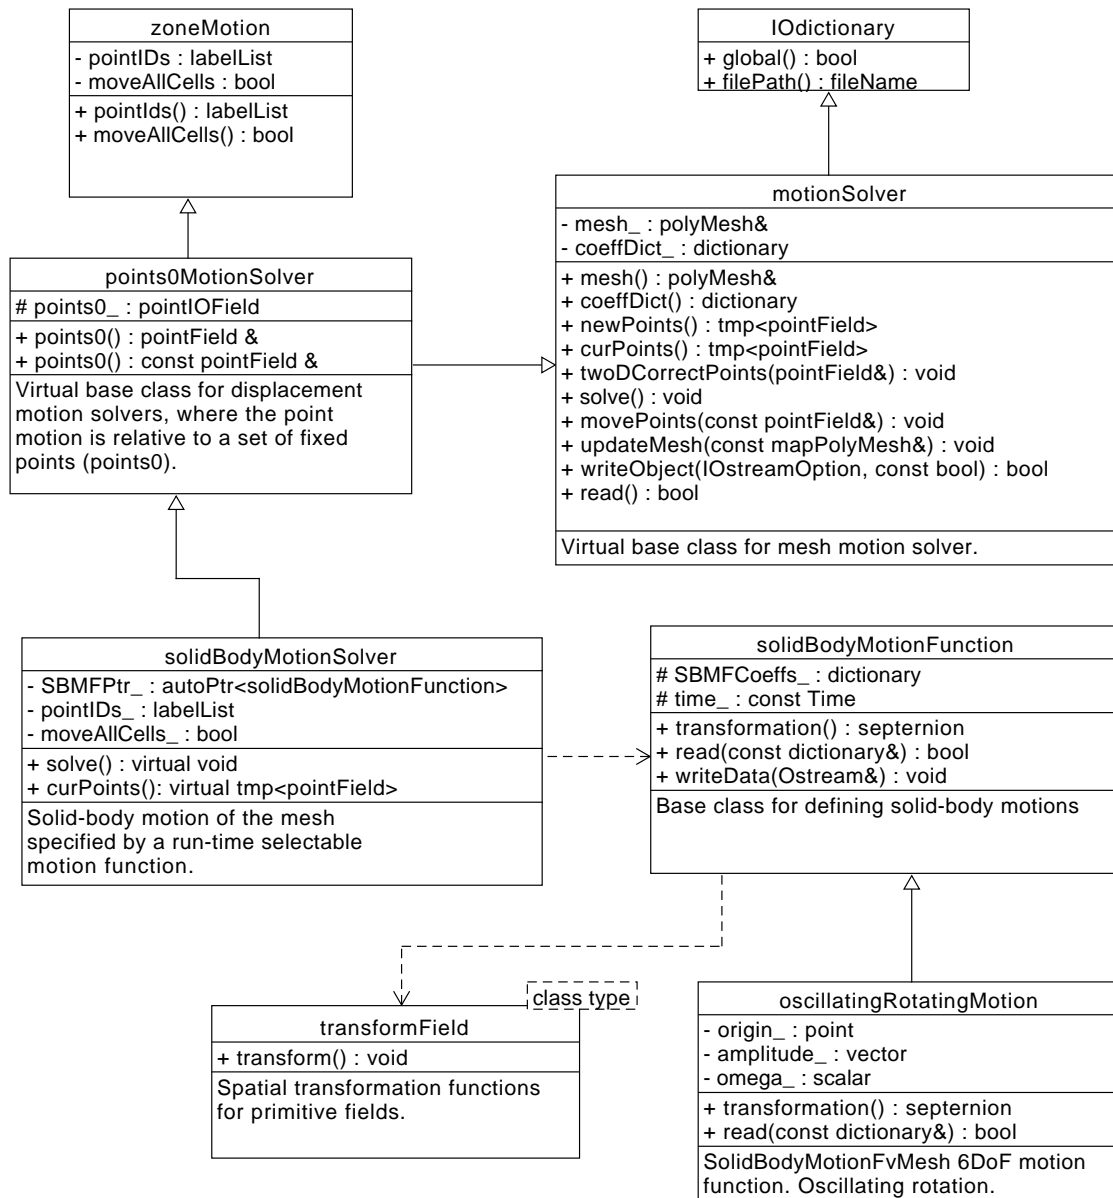 zoneMotion
- pointIDs : labelList
- moveAllCells : bool
+ pointIds() : labelList
+ moveAllCells() : bool
IOdictionary
+ global() : bool
+ filePath() : fileName
motionSolver
- mesh_ : polyMesh&
- coeffDict_ : dictionary
+ mesh() : polyMesh&
+ coeffDict() : dictionary
+ newPoints() : tmp<pointField>
+ curPoints() : tmp<pointField>
+ twoDCorrectPoints(pointField&) : void
+ solve() : void
+ movePoints(const pointField&) : void
+ updateMesh(const mapPolyMesh&) : void
+ writeObject(IOstreamOption, const bool) : bool
+ read() : bool
Virtual base class for mesh motion solver.
points0MotionSolver
# points0_ : pointIOField
+ points0() : pointField &
+ points0() : const pointField &
Virtual base class for displacement
motion solvers, where the point
motion is relative to a set of fixed
points (points0).
solidBodyMotionSolver
- SBMFPtr_ : autoPtr<solidBodyMotionFunction>
- pointIDs_ : labelList
- moveAllCells_ : bool
+ solve() : virtual void
+ curPoints(): virtual tmp<pointField>
Solid-body motion of the mesh
specified by a run-time selectable
motion function.
solidBodyMotionFunction
# SBMFCoeffs_ : dictionary
# time_ : const Time
+ transformation() : septernion
+ read(const dictionary&) : bool
+ writeData(Ostream&) : void
Base class for defining solid-body motions
class type
transformField
+ transform() : void
Spatial transformation functions
for primitive fields.
oscillatingRotatingMotion
- origin_ : point
- amplitude_ : vector
- omega_ : scalar
+ transformation() : septernion
+ read(const dictionary&) : bool
SolidBodyMotionFvMesh 6DoF motion
function. Oscillating rotation.